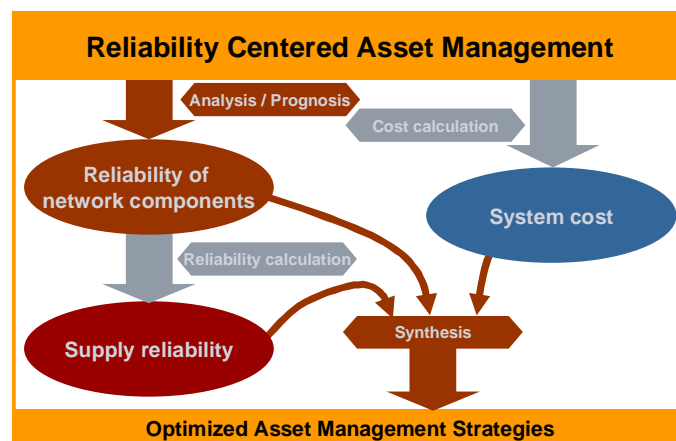 Reliability Centered Asset Management
Analysis / Prognosis
Cost calculation
Reliability of
network components
System cost
Reliability calculation
Supply reliability
Synthesis
Optimized Asset Management Strategies